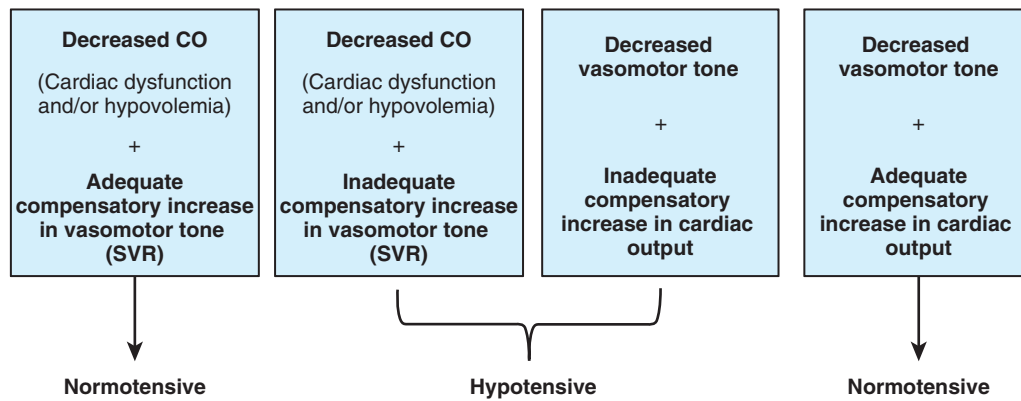 Decreased CO
(Cardiac dysfunction
and/or hypovolemia)
+
Adequate
compensatory increase
in vasomotor tone
(SVR)
Decreased CO
(Cardiac dysfunction
and/or hypovolemia)
+
Inadequate
compensatory increase
in vasomotor tone
(SVR)
Decreased
vasomotor tone
+
Inadequate
compensatory
increase in cardiac
output
Decreased
vasomotor tone
+
Adequate
compensatory
increase in cardiac
output
Normotensive
Hypotensive
Normotensive